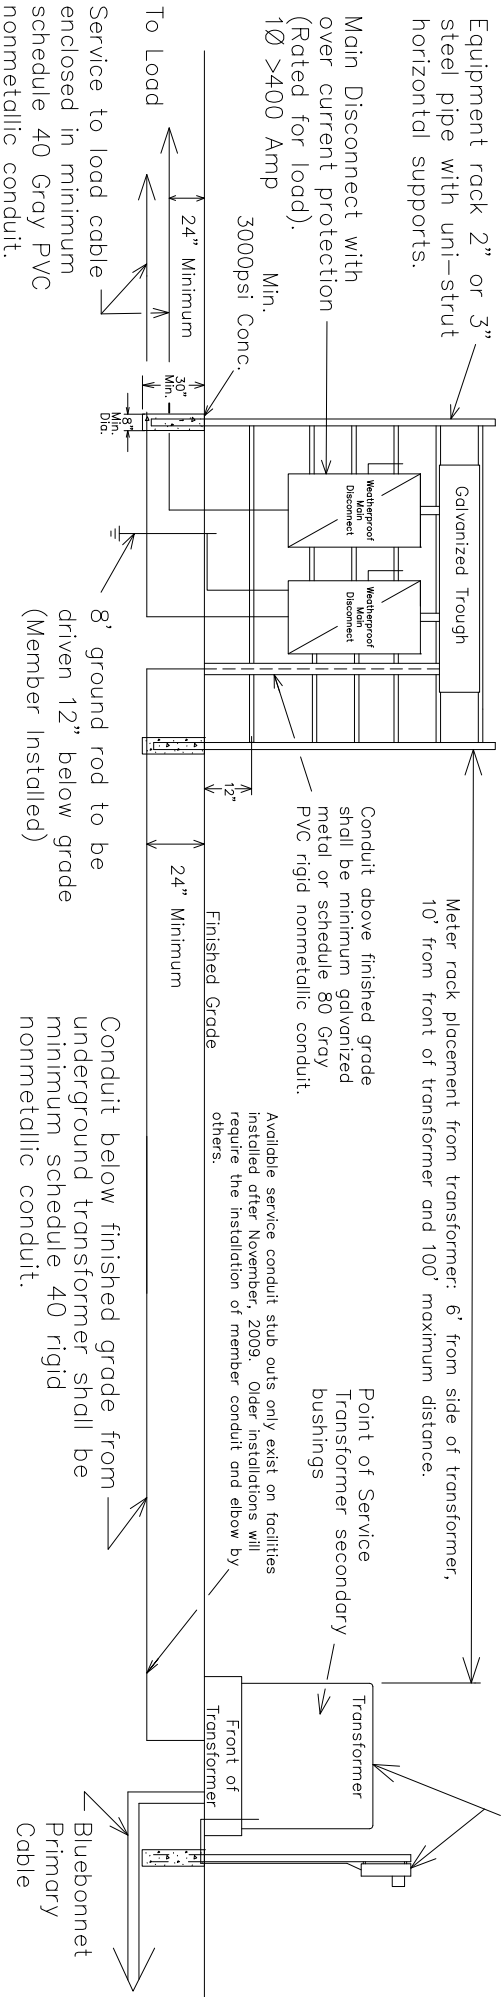 Equipment rack 2" or 3"
steel pipe with uni-strut
horizontal supports.
Main Disconnect with
over current protection
(Rated for load).
1Ø >400 Amp
Min.
3000psi Conc.
24" Minimum
To Load
Service to load cable
enclosed in minimum
schedule 40 Gray PVC
nonmetallic conduit.
30"
Min.
8"
Min.
Dia.
Galvanized Trough
Weatherproof
Main
Disconnect
Weatherproof
Main
Disconnect
8' ground rod to be
driven 12" below grade
(Member Installed)
12"
Meter rack placement from transformer: 6' from side of transformer,
10' from front of transformer and 100' maximum distance.
Conduit above finished grade
shall be minimum galvanized
metal or schedule 80 Gray
PVC rigid nonmetallic conduit.
Finished Grade
24" Minimum
Available service conduit stub outs only exist on facilities
installed after November, 2009. Older installations will
require the installation of member conduit and elbow by
others.
Conduit below finished grade from
underground transformer shall be
minimum schedule 40 rigid
nonmetallic conduit.
Point of Service
Transformer secondary
bushings
Transformer
Front of
Transformer
Bluebonnet
Primary
Cable